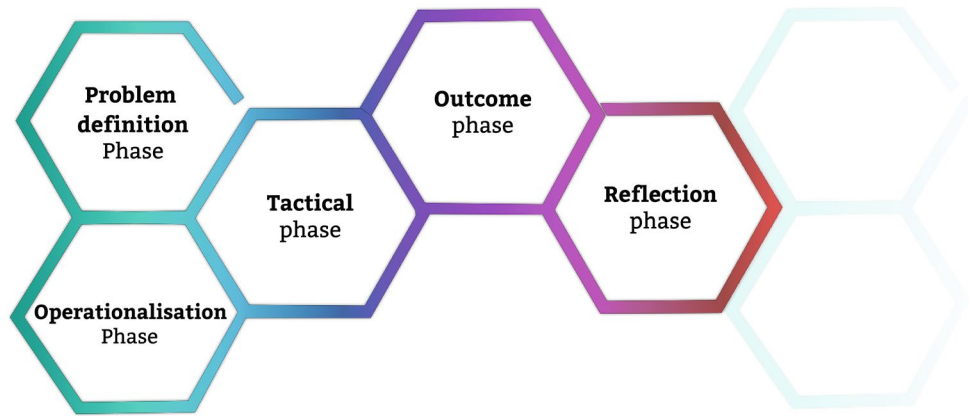 Problem
definition
Phase
Operationalisation
Phase
Tactical
phase
Outcome
phase
Reflection
phase